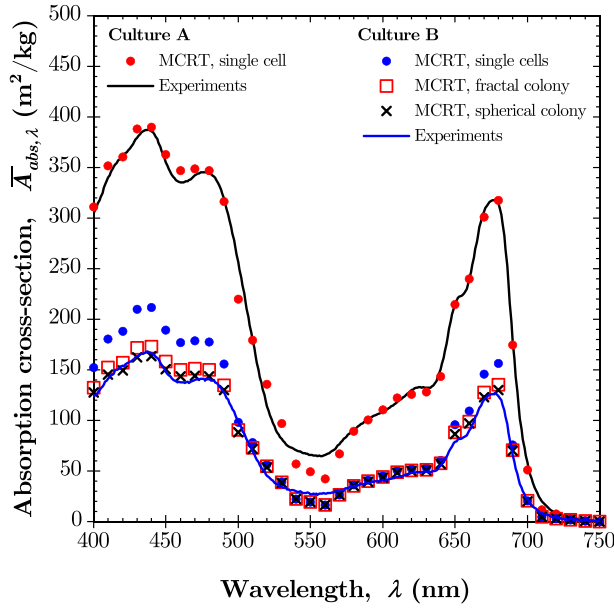 500
450
400
350
300
250
200
150
100
50
0
Absorption cross-section, A̅abs,λ (m²/kg)
Culture A
MCRT, single cell
Experiments
Culture B
MCRT, single cells
MCRT, fractal colony
MCRT, spherical colony
Experiments
400 450 500 550 600 650 700 750
Wavelength, λ (nm)